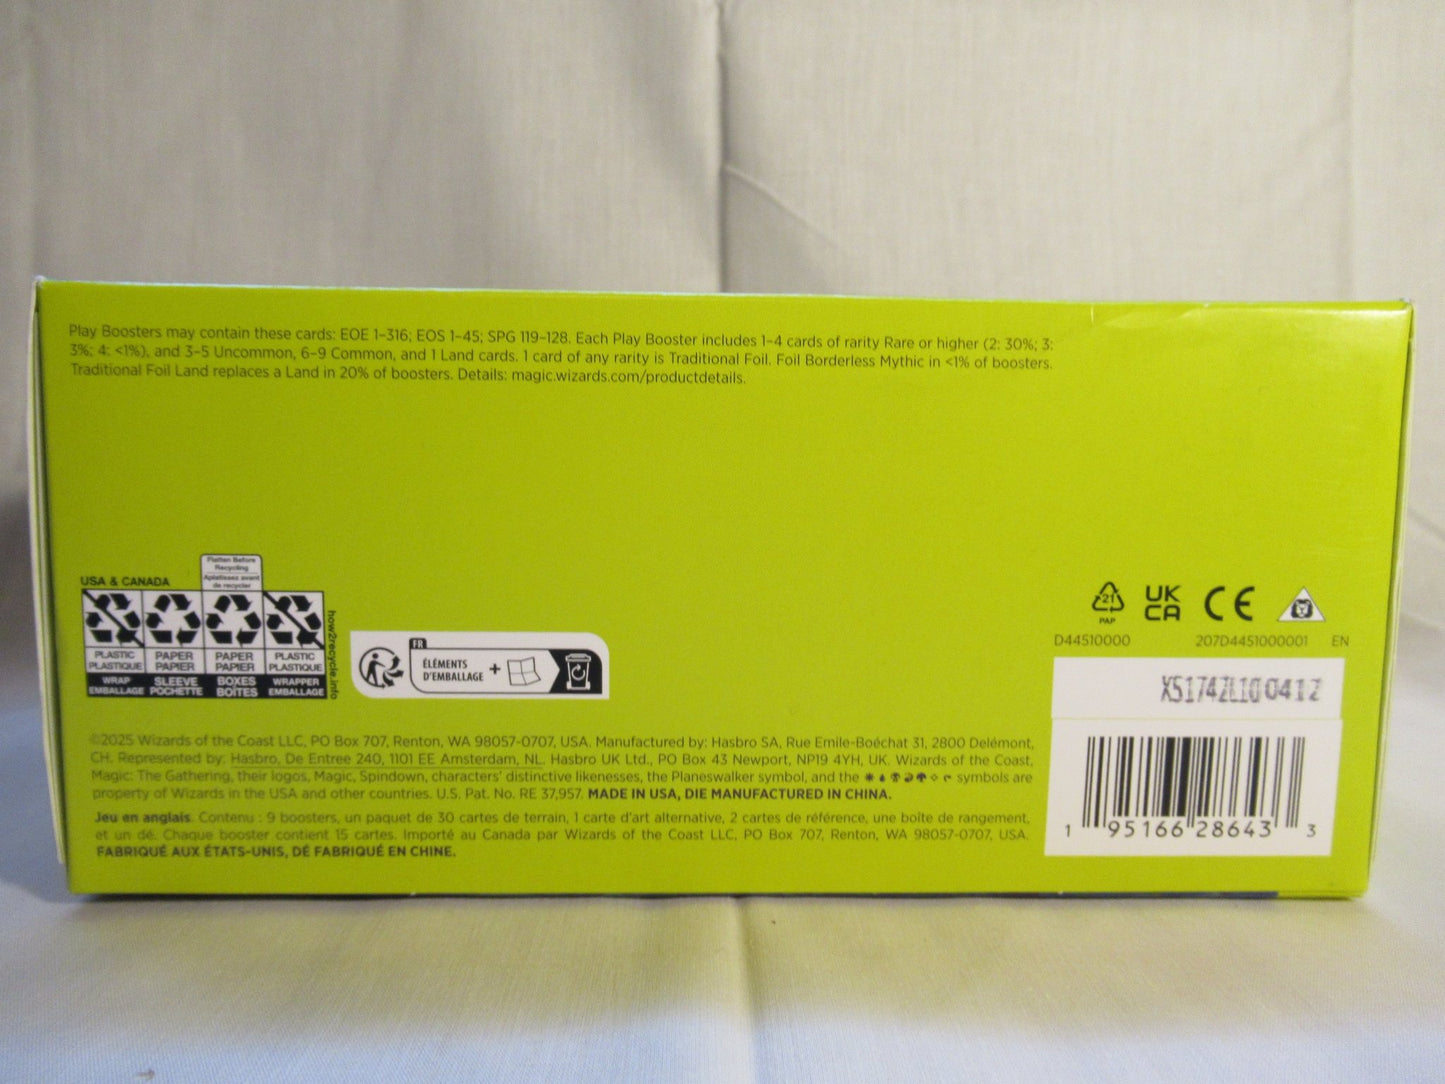 Play Boosters may contain these cards: EOE 1–316; EOS 1–45; SPG 119–128. Each Play Booster includes 1–4 cards of rarity Rare or higher (2: 30%; 3:
3%; 4: <1%), and 3–5 Uncommon, 6–9 Common, and 1 Land cards. 1 card of any rarity is Traditional Foil. Foil Borderless Mythic in <1% of boosters.
Traditional Foil Land replaces a Land in 20% of boosters. Details: magic.wizards.com/productdetails.
Flatten Before
Recycling
Aplatissez avant
de recycler
USA & CANADA
PLASTIC PAPER PAPER PLASTIC
PLASTIQUE PAPIER PAPIER PLASTIQUE
WRAP SLEEVE BOXES WRAPPER
EMBALLAGE POCHETTE BOÎTES EMBALLAGE
how2recycle.info
FR
ÉLÉMENTS
D'EMBALLAGE +
21
PAP
UK
CA
CE
D44510000 207D4451000001 EN
X51742L10 0412
1 95166 28643 3
©2025 Wizards of the Coast LLC, PO Box 707, Renton, WA 98057-0707, USA. Manufactured by: Hasbro SA, Rue Emile-Boéchat 31, 2800 Delémont,
CH. Represented by: Hasbro, De Entree 240, 1101 EE Amsterdam, NL. Hasbro UK Ltd., PO Box 43 Newport, NP19 4YH, UK. Wizards of the Coast,
Magic: The Gathering, their logos, Magic, Spindown, characters' distinctive likenesses, the Planeswalker symbol, and the symbols are
property of Wizards in the USA and other countries. U.S. Pat. No. RE 37,957. MADE IN USA, DIE MANUFACTURED IN CHINA.
Jeu en anglais. Contenu : 9 boosters, un paquet de 30 cartes de terrain, 1 carte d'art alternative, 2 cartes de référence, une boîte de rangement,
et un dé. Chaque booster contient 15 cartes. Importé au Canada par Wizards of the Coast LLC, PO Box 707, Renton, WA 98057-0707, USA.
FABRIQUÉ AUX ÉTATS-UNIS, DÉ FABRIQUÉ EN CHINE.